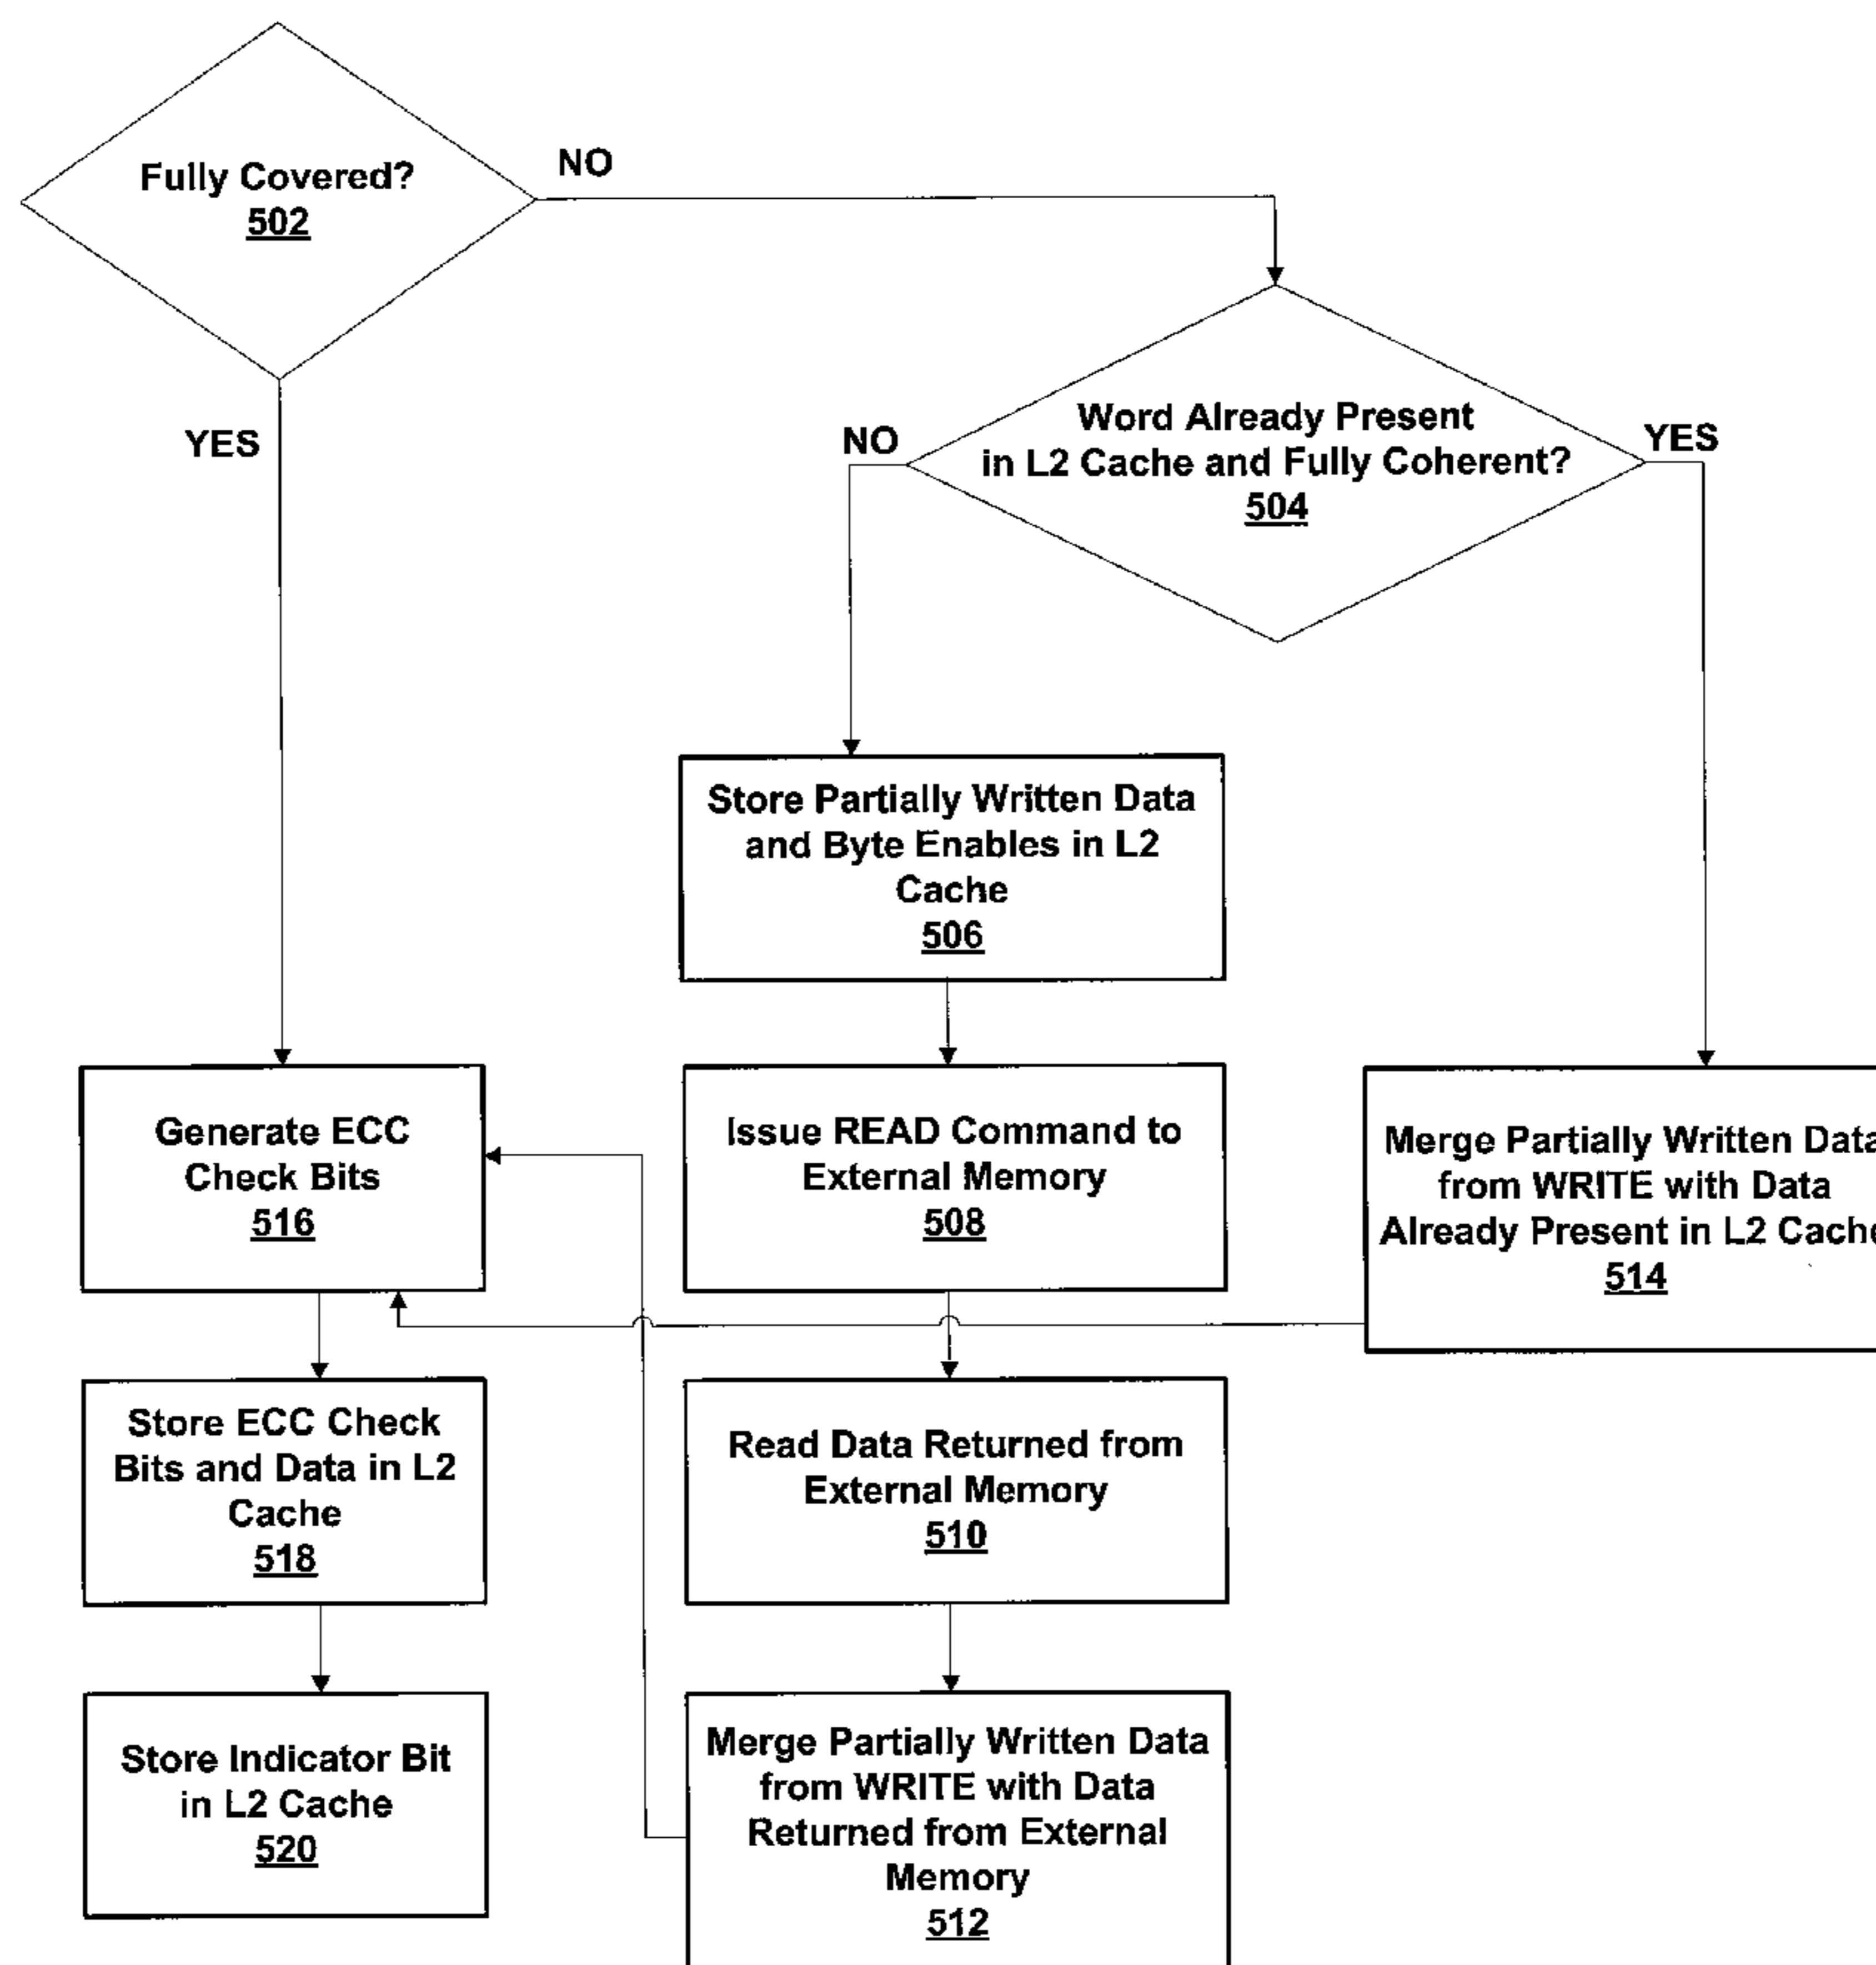 Fully Covered?
502
NO
YES
Word Already Present
in L2 Cache and Fully Coherent?
504
NO
YES
Store Partially Written Data
and Byte Enables in L2
Cache
506
Generate ECC
Check Bits
516
Issue READ Command to
External Memory
508
Merge Partially Written Data
from WRITE with Data
Already Present in L2 Cache
514
Store ECC Check
Bits and Data in L2
Cache
518
Read Data Returned from
External Memory
510
Store Indicator Bit
in L2 Cache
520
Merge Partially Written Data
from WRITE with Data
Returned from External
Memory
512